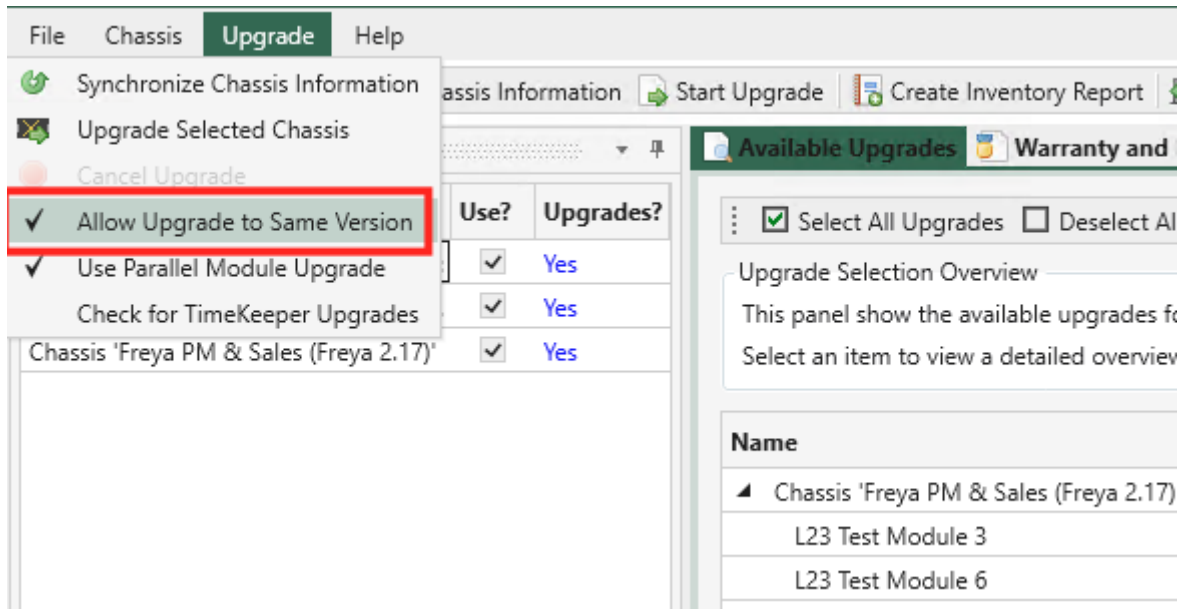 File Chassis Upgrade Help
Synchronize Chassis Information
assis Information Start Upgrade Create Inventory Report
Upgrade Selected Chassis
Cancel Upgrade
Available Upgrades Warranty and
Allow Upgrade to Same Version
Use? Upgrades?
Select All Upgrades Deselect Al
Use Parallel Module Upgrade
Yes
Upgrade Selection Overview
Check for TimeKeeper Upgrades
Yes
This panel show the available upgrades fo
Chassis 'Freya PM & Sales (Freya 2.17)'
Yes
Select an item to view a detailed overview
Name
Chassis 'Freya PM & Sales (Freya 2.17)
L23 Test Module 3
L23 Test Module 6